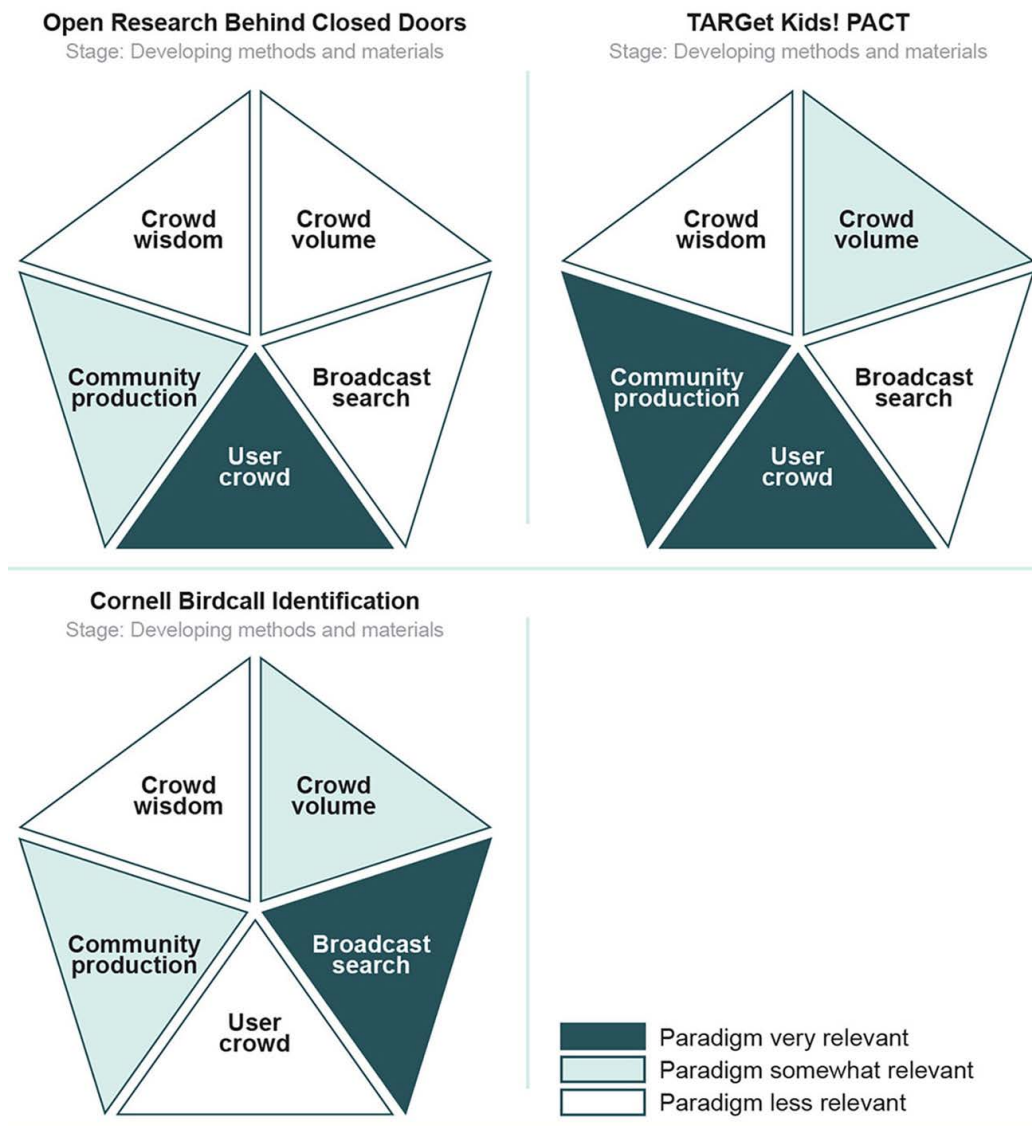 Open Research Behind Closed Doors
Stage: Developing methods and materials
Crowd
wisdom
Crowd
volume
Community
production
Broadcast
search
User
crowd
TARGet Kids! PACT
Stage: Developing methods and materials
Crowd
wisdom
Crowd
volume
Community
production
Broadcast
search
User
crowd
Cornell Birdcall Identification
Stage: Developing methods and materials
Crowd
wisdom
Crowd
volume
Community
production
Broadcast
search
User
crowd
Paradigm very relevant
Paradigm somewhat relevant
Paradigm less relevant